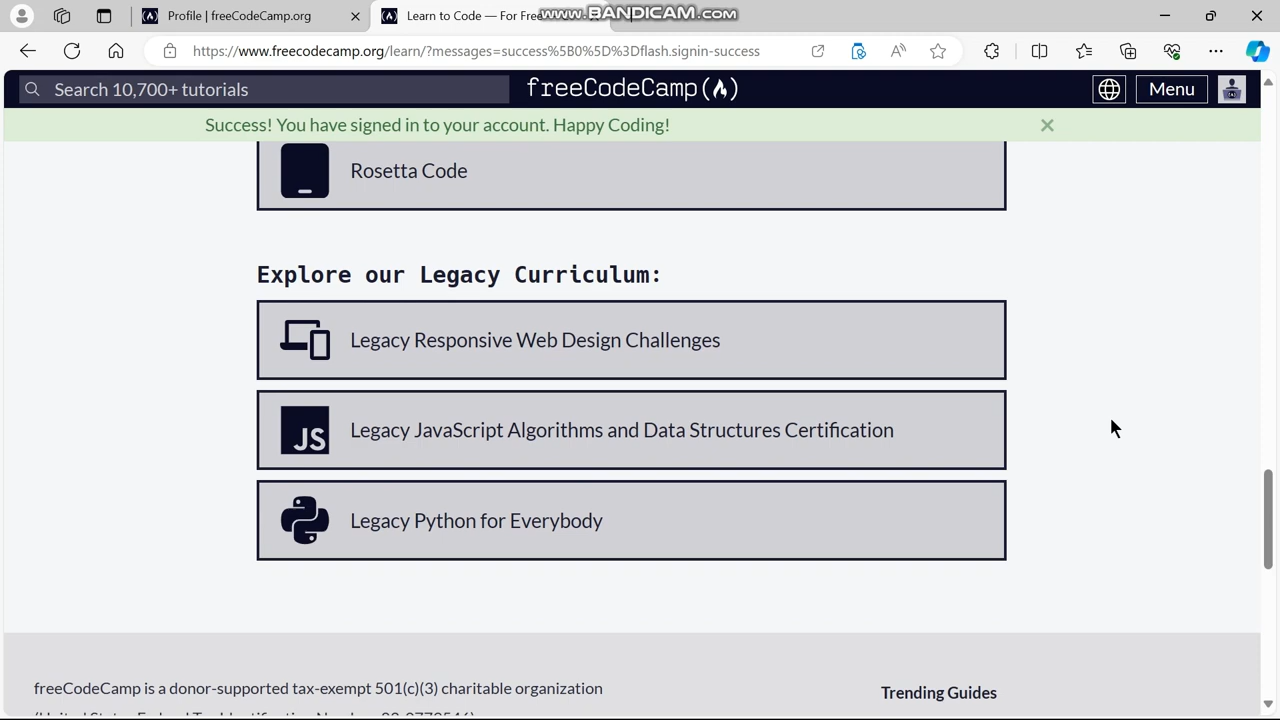 www.BANDICAM.com
Profile | freeCodeCamp.org
Learn to Code — For Fre
https://www.freecodecamp.org/learn/?messages=success%5B0%5D%3Dflash.signin-success
Search 10,700+ tutorials
freeCodeCamp
Menu
Success! You have signed in to your account. Happy Coding!
Rosetta Code
Explore our Legacy Curriculum:
Legacy Responsive Web Design Challenges
JS
Legacy JavaScript Algorithms and Data Structures Certification
Legacy Python for Everybody
freeCodeCamp is a donor-supported tax-exempt 501(c)(3) charitable organization
Trending Guides